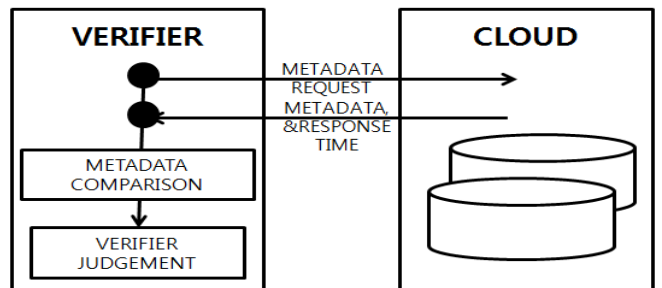 VERIFIER
CLOUD
METADATA
REQUEST
METADATA,
&RESPONSE
TIME
METADATA
COMPARISON
VERIFIER
JUDGEMENT